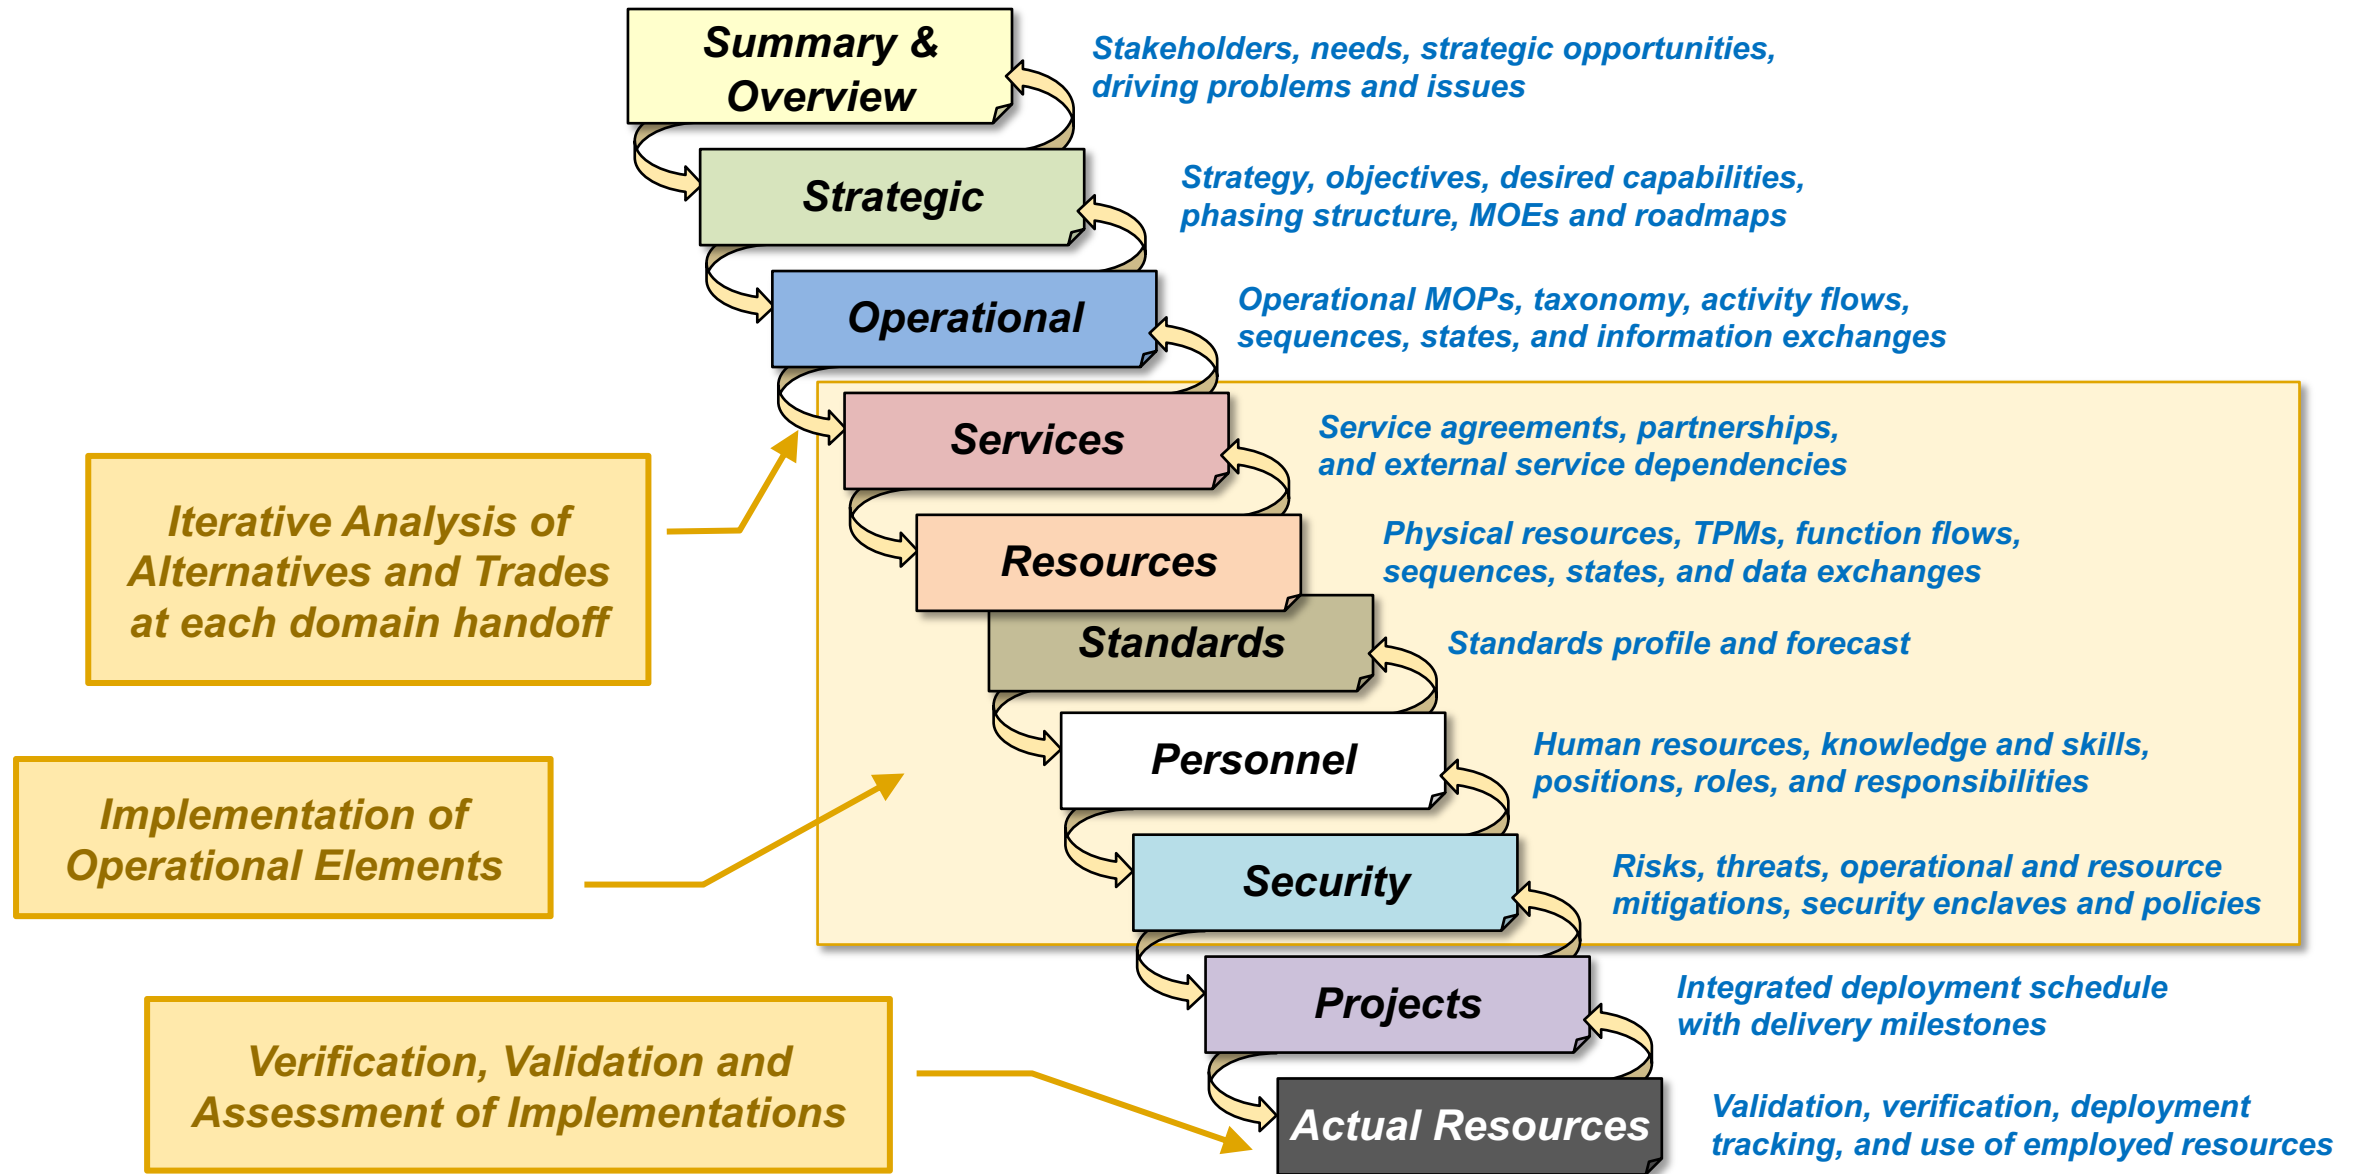 Summary &
Overview
Stakeholders, needs, strategic opportunities,
driving problems and issues
Strategic
Strategy, objectives, desired capabilities,
phasing structure, MOEs and roadmaps
Operational
Operational MOPs, taxonomy, activity flows,
sequences, states, and information exchanges
Services
Service agreements, partnerships,
and external service dependencies
Iterative Analysis of
Alternatives and Trades
at each domain handoff
Resources
Physical resources, TPMs, function flows,
sequences, states, and data exchanges
Standards
Standards profile and forecast
Personnel
Human resources, knowledge and skills,
positions, roles, and responsibilities
Implementation of
Operational Elements
Security
Risks, threats, operational and resource
mitigations, security enclaves and policies
Projects
Integrated deployment schedule
with delivery milestones
Verification, Validation and
Assessment of Implementations
Actual Resources
Validation, verification, deployment
tracking, and use of employed resources